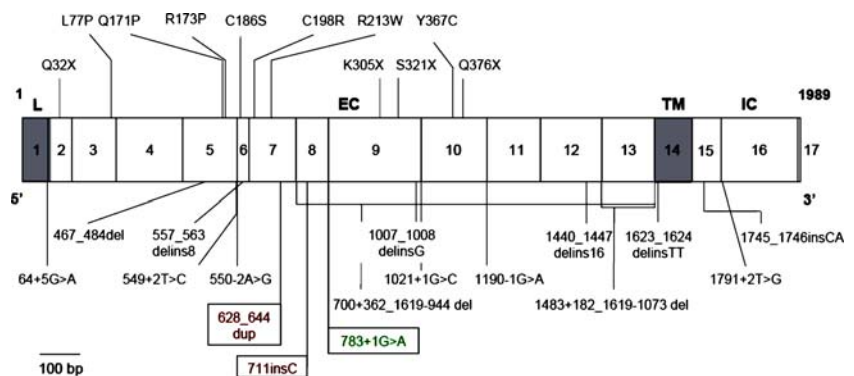 L77P Q171P R173P C186S C198R R213W Y367C
Q32X K305X S321X Q376X
1 L EC TM IC 1989
1 2 3 4 5 6 7 8 9 10 11 12 13 14 15 16 17
5' 3'
467_484del 557_563 1007_1008 1440_1447 1623_1624 1745_1746insCA
delins8 delinsG delins16 delinsTT
64+5G>A 549+2T>C 550-2A>G 1021+1G>C 1190-1G>A 1791+2T>G
700+362_1619-944 del 1483+182_1619-1073 del
628_644
dup
783+1G>A
100 bp 711insC